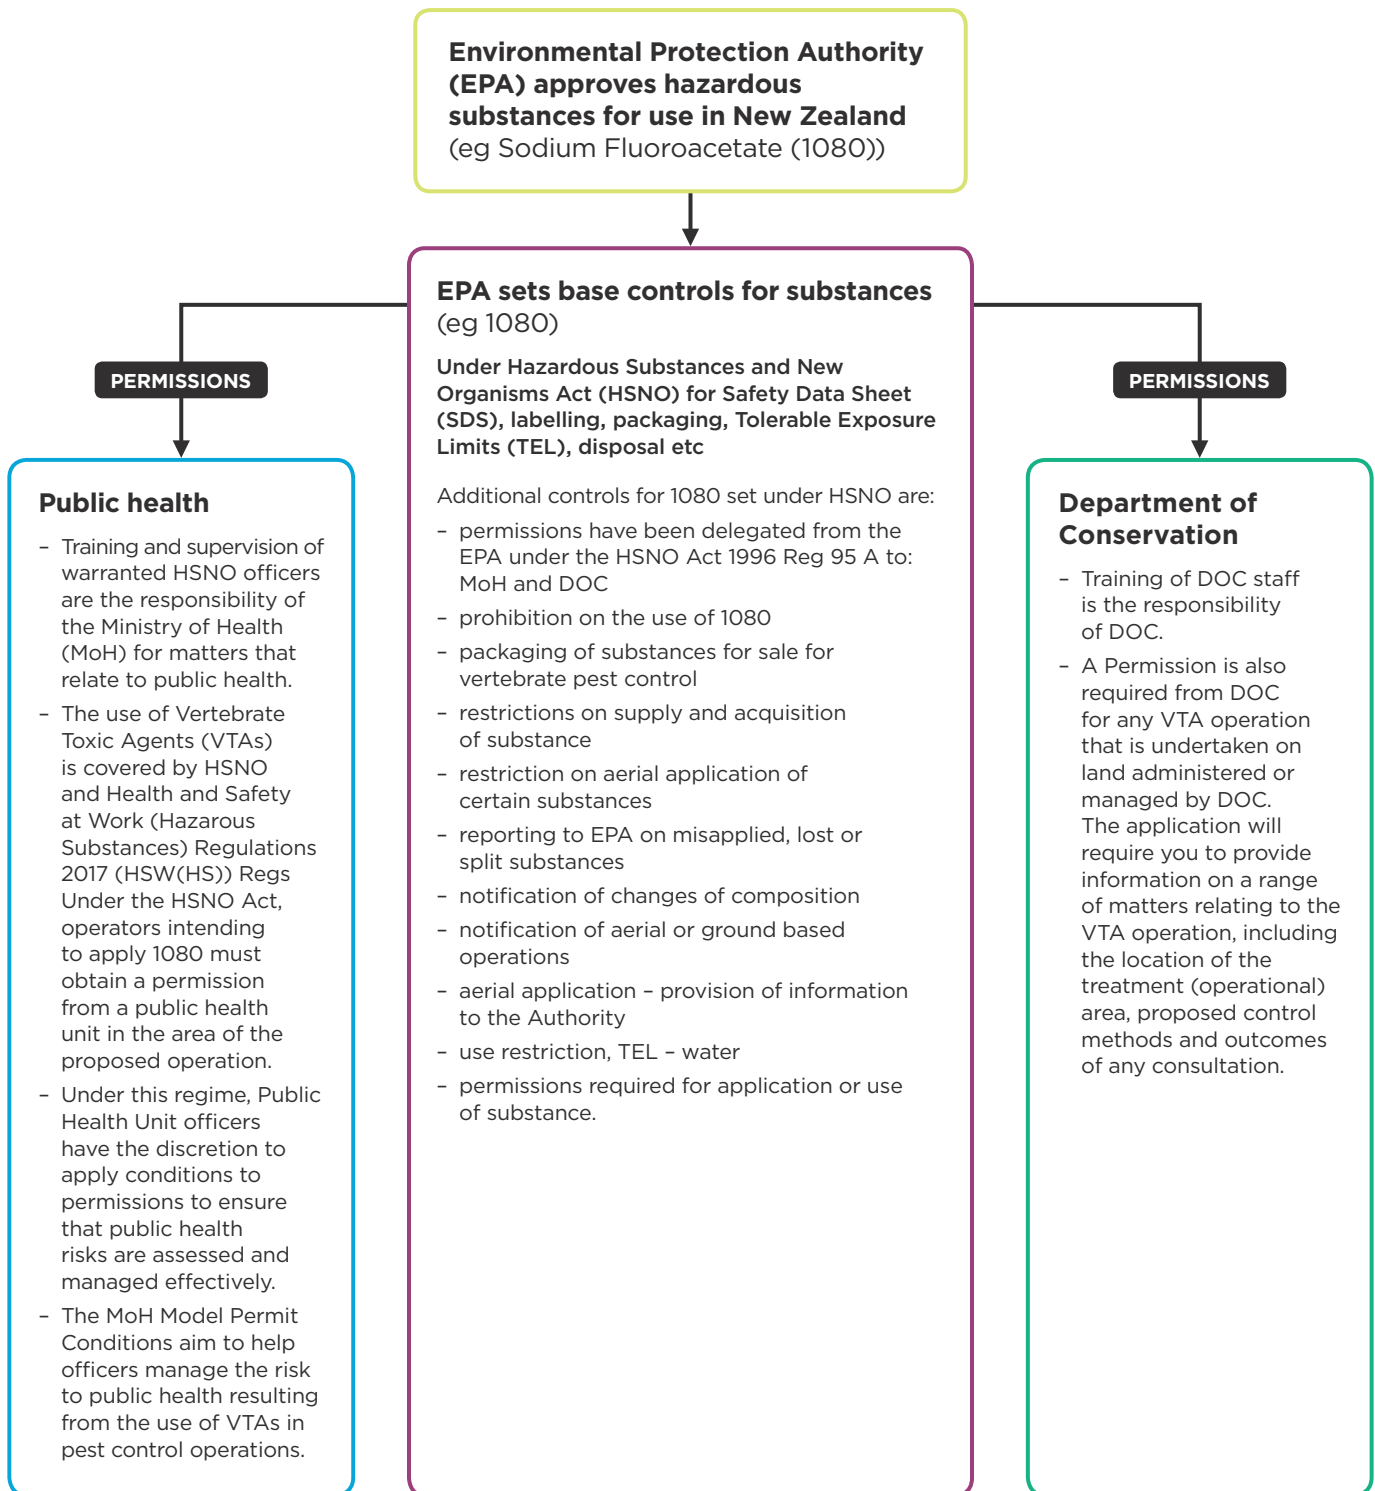 Environmental Protection Authority
(EPA) approves hazardous
substances for use in New Zealand
(eg Sodium Fluoroacetate (1080))
EPA sets base controls for substances
(eg 1080)
Under Hazardous Substances and New
Organisms Act (HSNO) for Safety Data Sheet
(SDS), labelling, packaging, Tolerable Exposure
Limits (TEL), disposal etc
Additional controls for 1080 set under HSNO are:
– permissions have been delegated from the
EPA under the HSNO Act 1996 Reg 95 A to:
MoH and DOC
– prohibition on the use of 1080
– packaging of substances for sale for
vertebrate pest control
– restrictions on supply and acquisition
of substance
– restriction on aerial application of
certain substances
– reporting to EPA on misapplied, lost or
split substances
– notification of changes of composition
– notification of aerial or ground based
operations
– aerial application – provision of information
to the Authority
– use restriction, TEL – water
– permissions required for application or use
of substance.
PERMISSIONS
Public health
– Training and supervision of
warranted HSNO officers
are the responsibility of
the Ministry of Health
(MoH) for matters that
relate to public health.
– The use of Vertebrate
Toxic Agents (VTAs)
is covered by HSNO
and Health and Safety
at Work (Hazarous
Substances) Regulations
2017 (HSW(HS)) Regs
Under the HSNO Act,
operators intending
to apply 1080 must
obtain a permission
from a public health
unit in the area of the
proposed operation.
– Under this regime, Public
Health Unit officers
have the discretion to
apply conditions to
permissions to ensure
that public health
risks are assessed and
managed effectively.
– The MoH Model Permit
Conditions aim to help
officers manage the risk
to public health resulting
from the use of VTAs in
pest control operations.
PERMISSIONS
Department of
Conservation
– Training of DOC staff
is the responsibility
of DOC.
– A Permission is also
required from DOC
for any VTA operation
that is undertaken on
land administered or
managed by DOC.
The application will
require you to provide
information on a range
of matters relating to the
VTA operation, including
the location of the
treatment (operational)
area, proposed control
methods and outcomes
of any consultation.